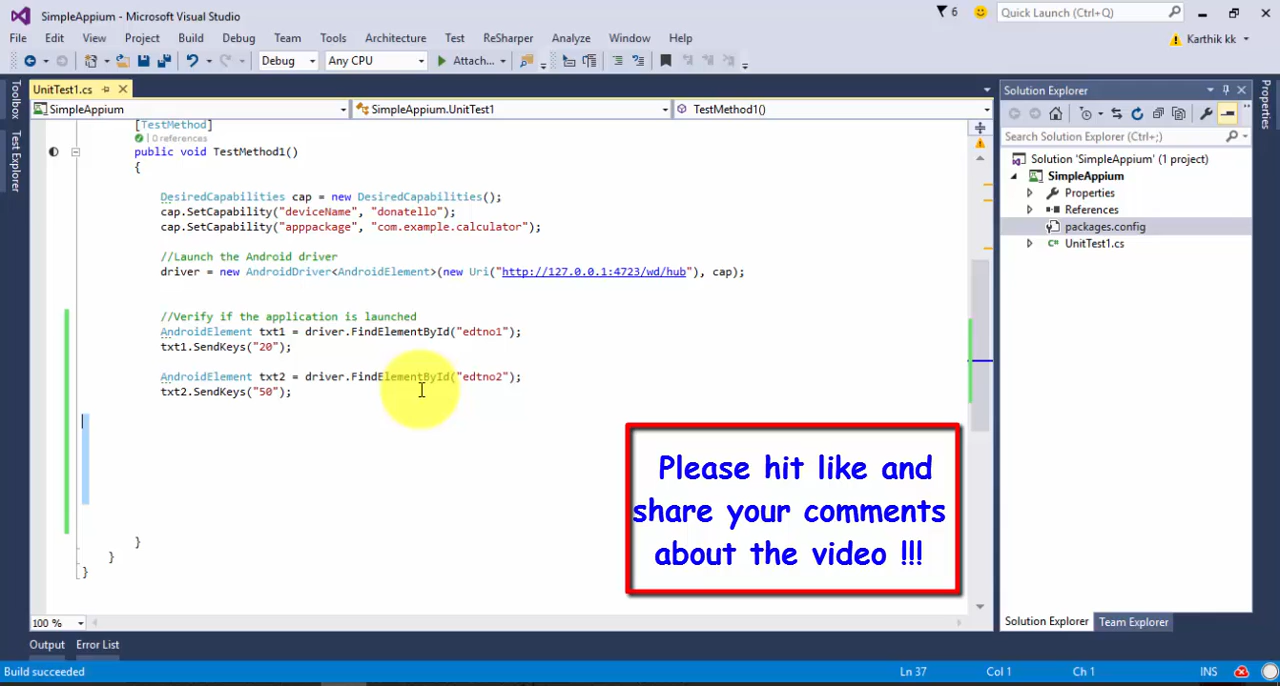 SimpleAppium - Microsoft Visual Studio
6
Quick Launch (Ctrl+Q)
File Edit View Project Build Debug Team Tools Architecture Test ReSharper Analyze Window Help
Karthik kk
Debug Any CPU Attach...
Toolbox
Test Explorer
UnitTest1.cs
SimpleAppium SimpleAppium.UnitTest1 TestMethod1()
[TestMethod]
0 references
public void TestMethod1()
{
DesiredCapabilities cap = new DesiredCapabilities();
cap.SetCapability("deviceName", "donatello");
cap.SetCapability("apppackage", "com.example.calculator");
//Launch the Android driver
driver = new AndroidDriver<AndroidElement>(new Uri("http://127.0.0.1:4723/wd/hub"), cap);
//Verify if the application is launched
AndroidElement txt1 = driver.FindElementById("edtno1");
txt1.SendKeys("20");
AndroidElement txt2 = driver.FindElementById("edtno2");
txt2.SendKeys("50");
}
}
}
Please hit like and
share your comments
about the video !!!
100 %
Solution Explorer
Search Solution Explorer (Ctrl+;)
Solution 'SimpleAppium' (1 project)
SimpleAppium
Properties
References
packages.config
C# UnitTest1.cs
Solution Explorer Team Explorer
Properties
Output Error List
Build succeeded Ln 37 Col 1 Ch 1 INS